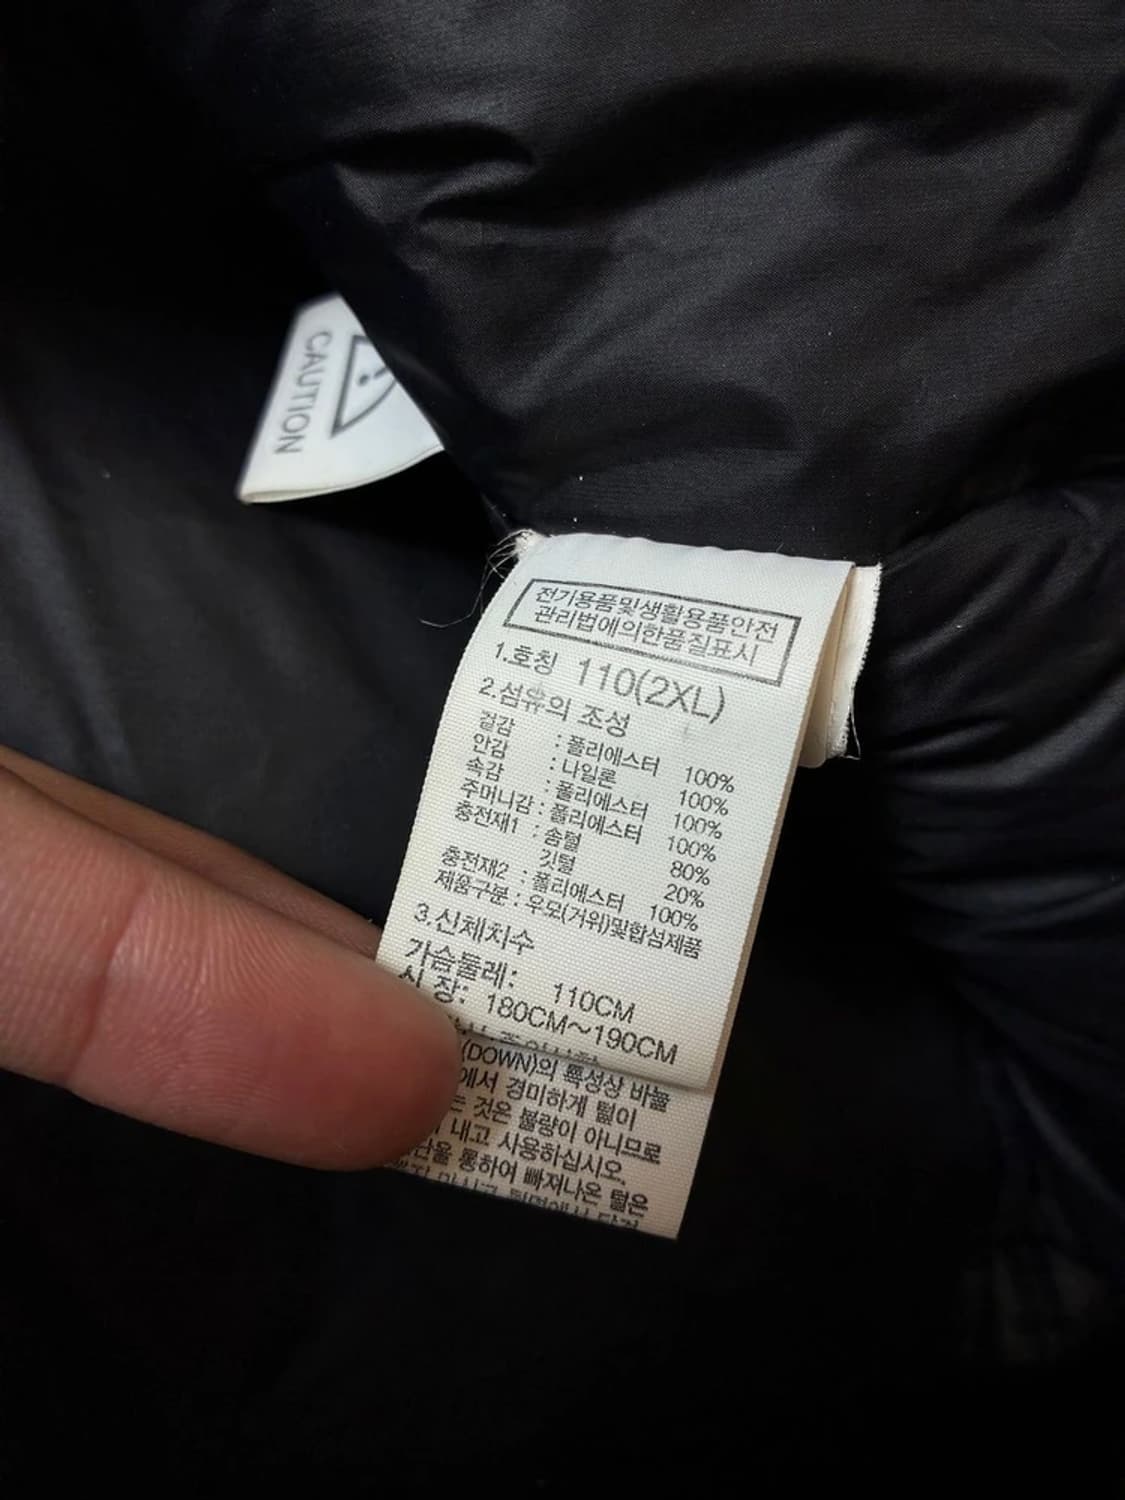 CAUTION
전기용품및생활용품안전
관리법에의한품질표시
1.호칭 110(2XL)
2.섬유의 조성
겉감 : 폴리에스터 100%
안감 : 나일론 100%
속감 : 폴리에스터 100%
주머니감 : 폴리에스터 100%
충전재1 : 솜털 80%
깃털 20%
충전재2 : 폴리에스터 100%
제품구분 : 우모(거위)및합섬제품
3.신체치수
가슴둘레: 110CM
신 장: 180CM~190CM
(DOWN)의 특성상 바늘
에서 경미하게 털이
는 것은 불량이 아니므로
내고 사용하십시오.
단을 통하여 빠져나온 털은